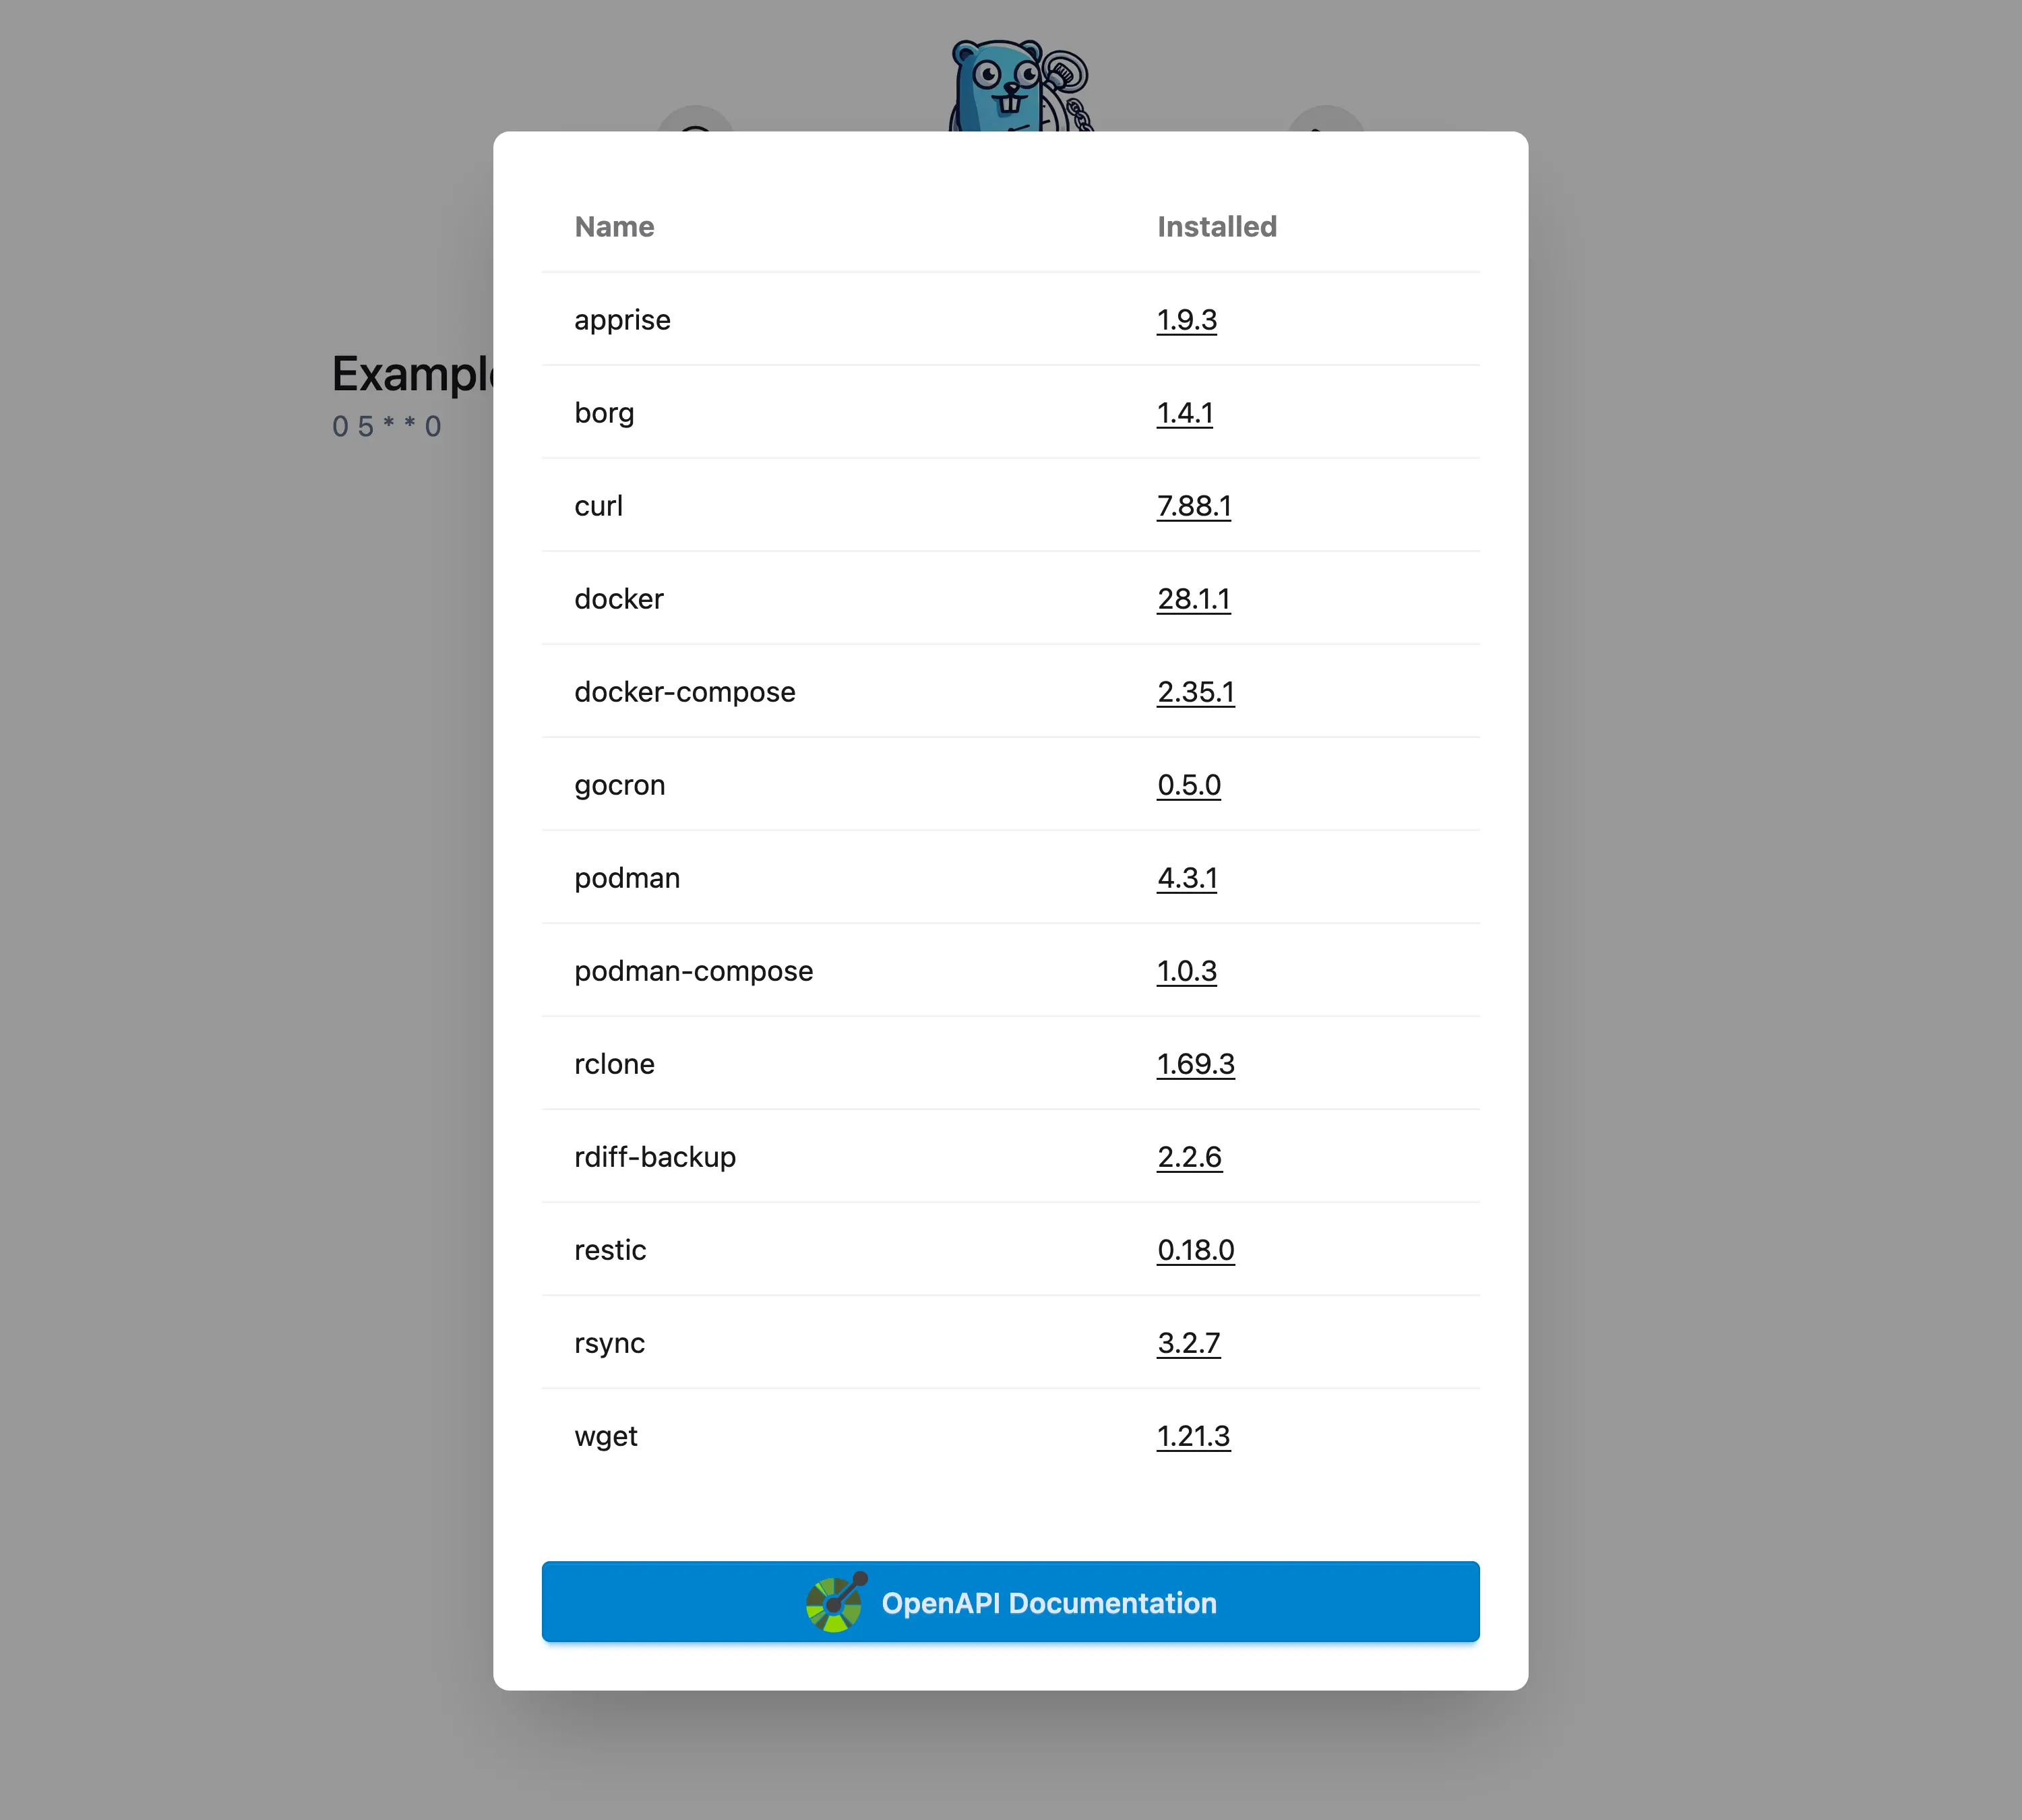 Name Installed
apprise 1.9.3
borg 1.4.1
Example
0 5 * * 0
curl 7.88.1
docker 28.1.1
docker-compose 2.35.1
gocron 0.5.0
podman 4.3.1
podman-compose 1.0.3
rclone 1.69.3
rdiff-backup 2.2.6
restic 0.18.0
rsync 3.2.7
wget 1.21.3
OpenAPI Documentation